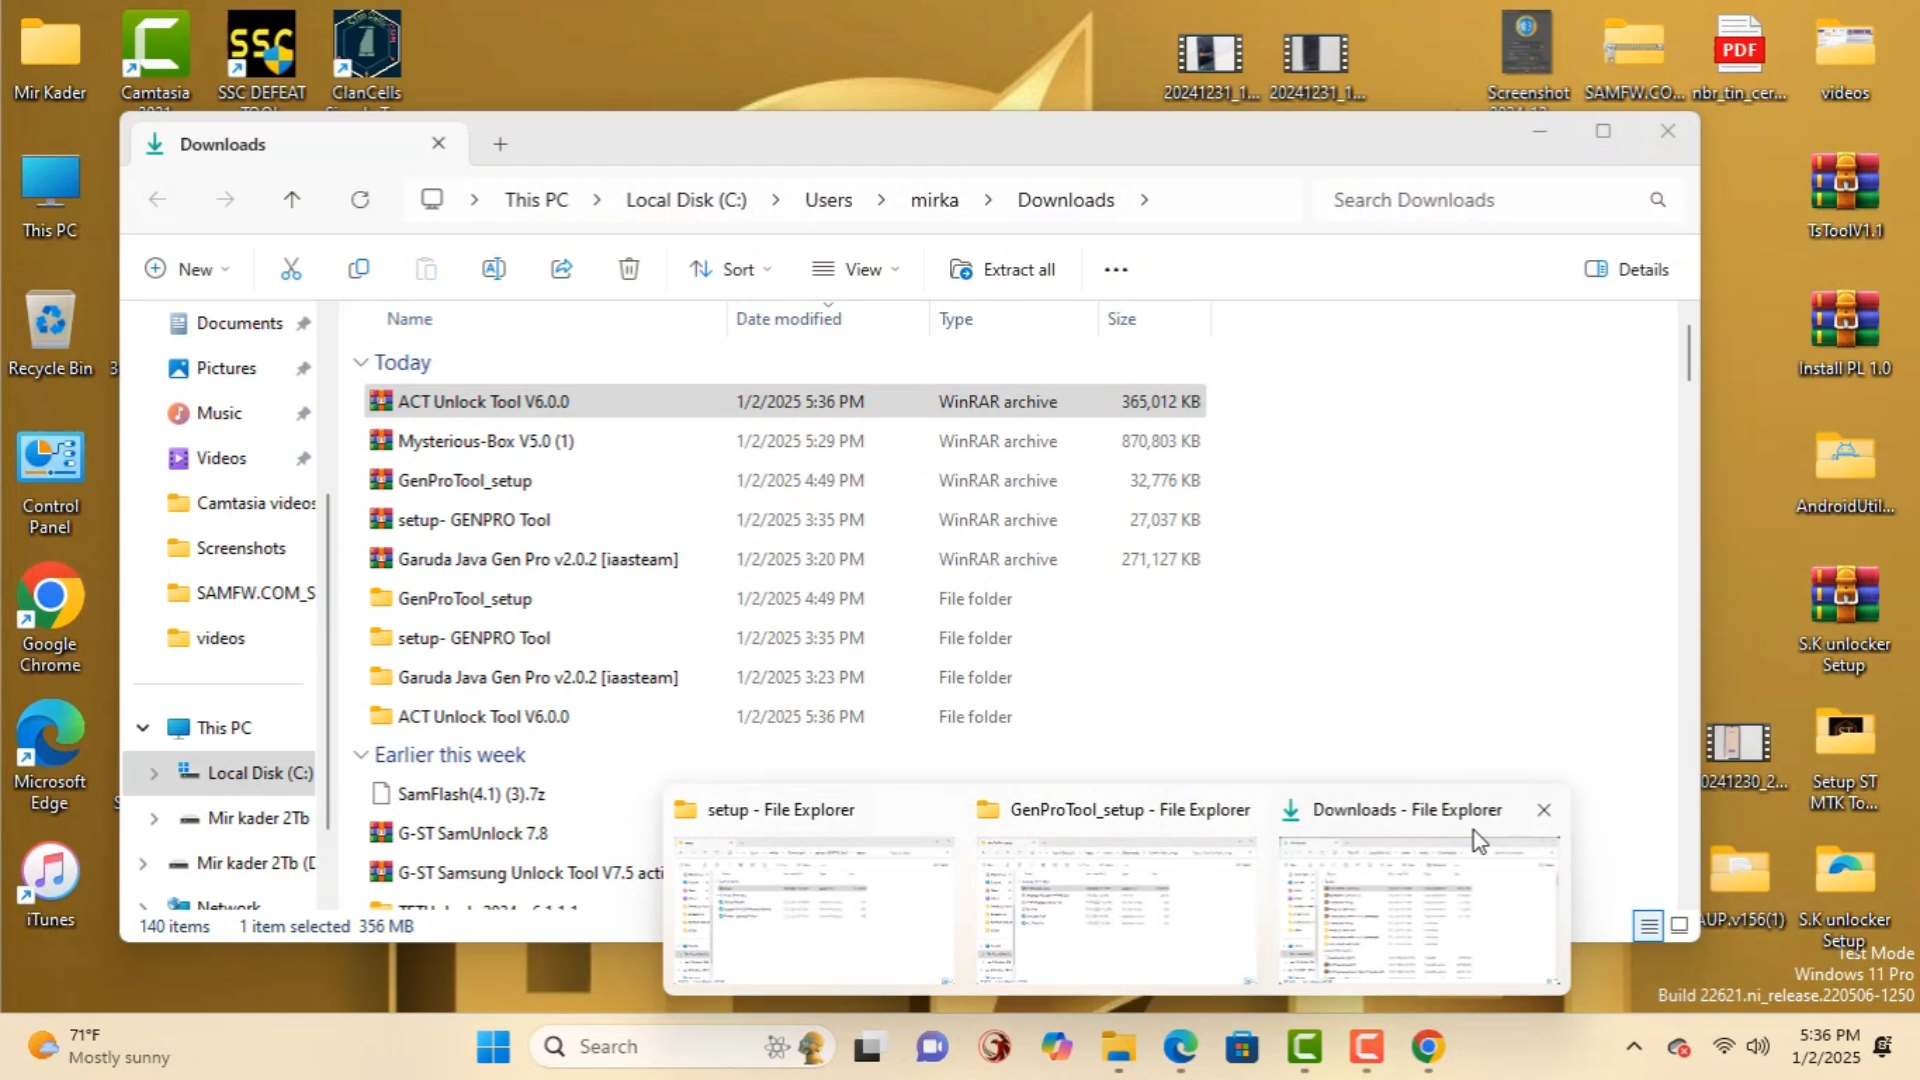 Mir Kader
Camtasia
SSC DEFEAT
ClanCells
20241231_1...
20241231_1...
Screenshot
SAMFW.CO...
nbr_tin_cer...
videos
SSC
PDF
Downloads
This PC
Local Disk (C:)
Users
mirka
Downloads
Search Downloads
New
Sort
View
Extract all
Details
Name
Date modified
Type
Size
Today
ACT Unlock Tool V6.0.0 1/2/2025 5:36 PM WinRAR archive 365,012 KB
Mysterious-Box V5.0 (1) 1/2/2025 5:29 PM WinRAR archive 870,803 KB
GenProTool_setup 1/2/2025 4:49 PM WinRAR archive 32,776 KB
setup- GENPRO Tool 1/2/2025 3:35 PM WinRAR archive 27,037 KB
Garuda Java Gen Pro v2.0.2 [iaasteam] 1/2/2025 3:20 PM WinRAR archive 271,127 KB
GenProTool_setup 1/2/2025 4:49 PM File folder
setup- GENPRO Tool 1/2/2025 3:35 PM File folder
Garuda Java Gen Pro v2.0.2 [iaasteam] 1/2/2025 3:23 PM File folder
ACT Unlock Tool V6.0.0 1/2/2025 5:36 PM File folder
Earlier this week
SamFlash(4.1) (3).7z
G-ST SamUnlock 7.8
G-ST Samsung Unlock Tool V7.5 acti
Documents
Pictures
Music
Videos
Camtasia videos
Screenshots
SAMFW.COM_S
videos
This PC
Local Disk (C:)
Mir kader 2Tb
Mir kader 2Tb (D
Network
140 items 1 item selected 356 MB
setup - File Explorer
GenProTool_setup - File Explorer
Downloads - File Explorer
This PC
Recycle Bin
Control
Panel
Google
Chrome
Microsoft
Edge
iTunes
TsToolV1.1
Install PL 1.0
AndroidUtil...
S.K unlocker
Setup
0241230_2...
Setup ST
MTK To...
AUP.v156(1)
S.K unlocker
Setup
Test Mode
Windows 11 Pro
Build 22621.ni_release.220506-1250
71°F
Mostly sunny
Search
5:36 PM
1/2/2025